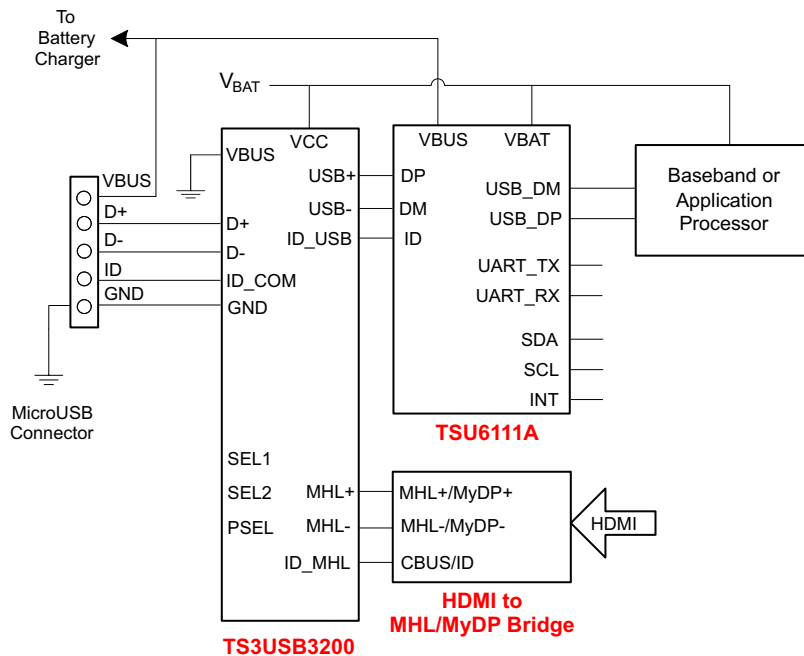 To
Battery
Charger
V_BAT
VCC
VBUS
USB+
USB-
ID_USB
D+
D-
ID_COM
GND
SEL1
SEL2
PSEL
MHL+
MHL-
ID_MHL
TS3USB3200
VBUS
D+
D-
ID
GND
MicroUSB
Connector
VBUS
VBAT
DP
DM
ID
USB_DM
USB_DP
UART_TX
UART_RX
SDA
SCL
INT
TSU6111A
Baseband or
Application
Processor
MHL+/MyDP+
MHL-/MyDP-
CBUS/ID
HDMI
HDMI to
MHL/MyDP Bridge